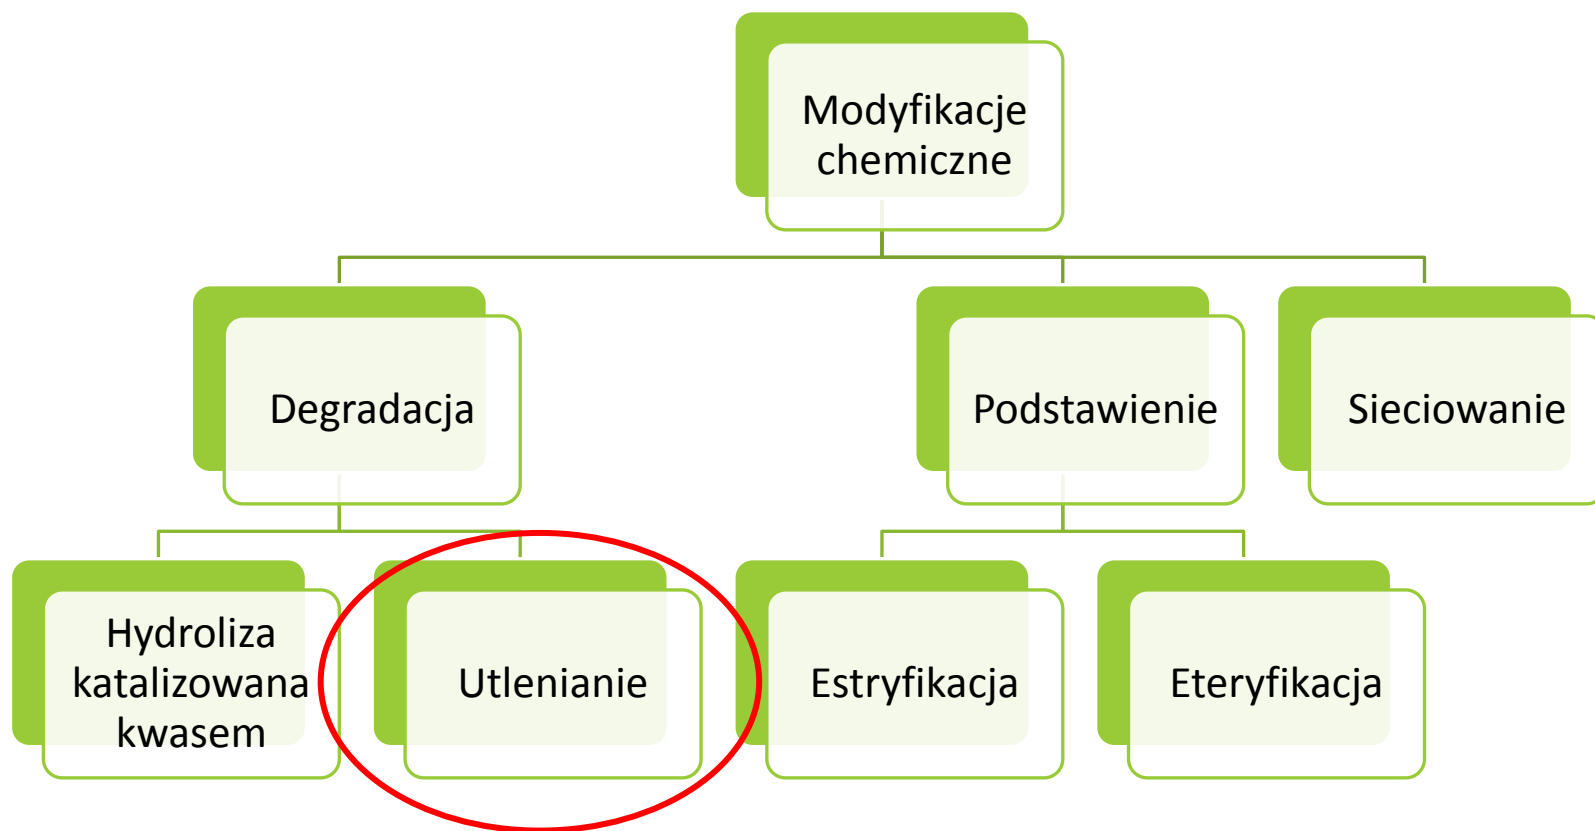 Modyfikacje
chemiczne
Degradacja
Podstawienie
Sieciowanie
Hydroliza
katalizowana
kwasem
Utlenianie
Estryfikacja
Eteryfikacja